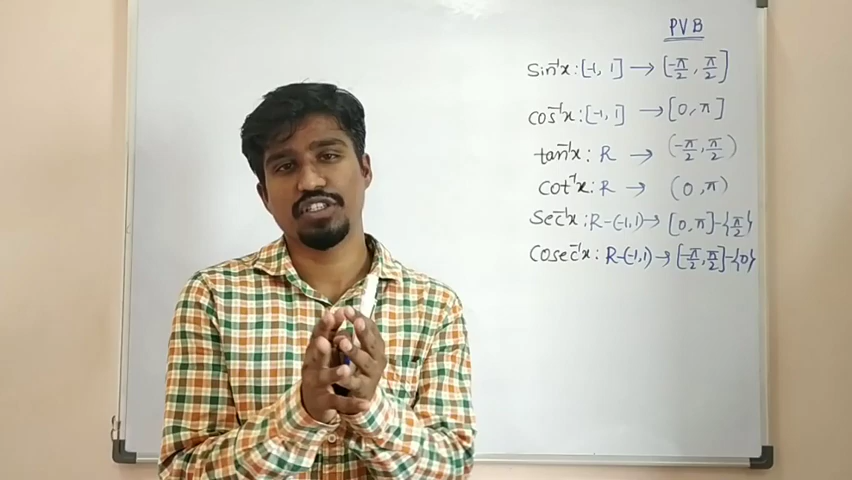 PVB
sin⁻¹x : [-1, 1] → [-π/2, π/2]
cos⁻¹x : [-1, 1] → [0, π]
tan⁻¹x : R → (-π/2, π/2)
cot⁻¹x : R → (0, π)
Sec⁻¹x : R-(-1,1) → [0, π]-{π/2}
Cosec⁻¹x : R-(-1,1) → [-π/2, π/2]-{0}